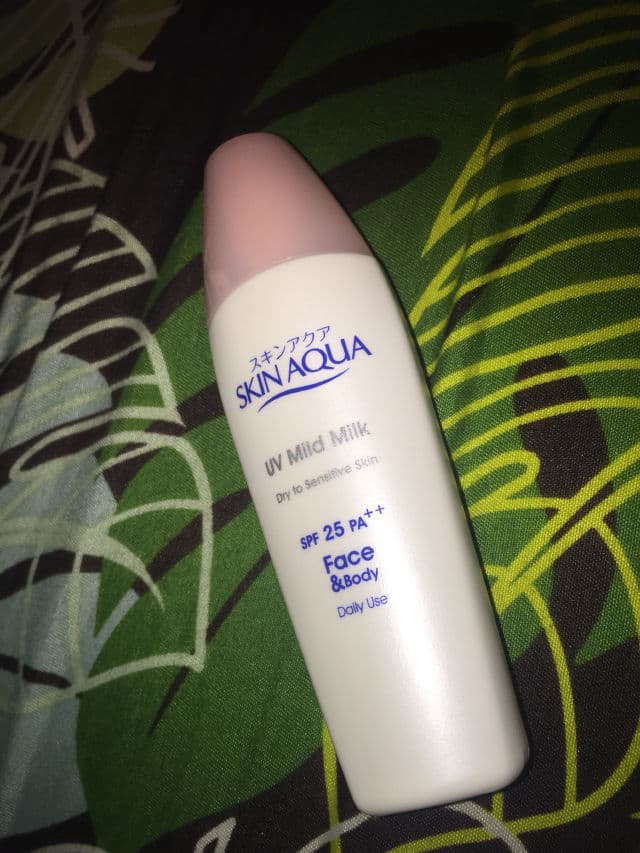 スキンアクア
SKIN AQUA
UV Mild Milk
Dry to Sensitive Skin
SPF 25 PA++
Face
&Body
Daily Use